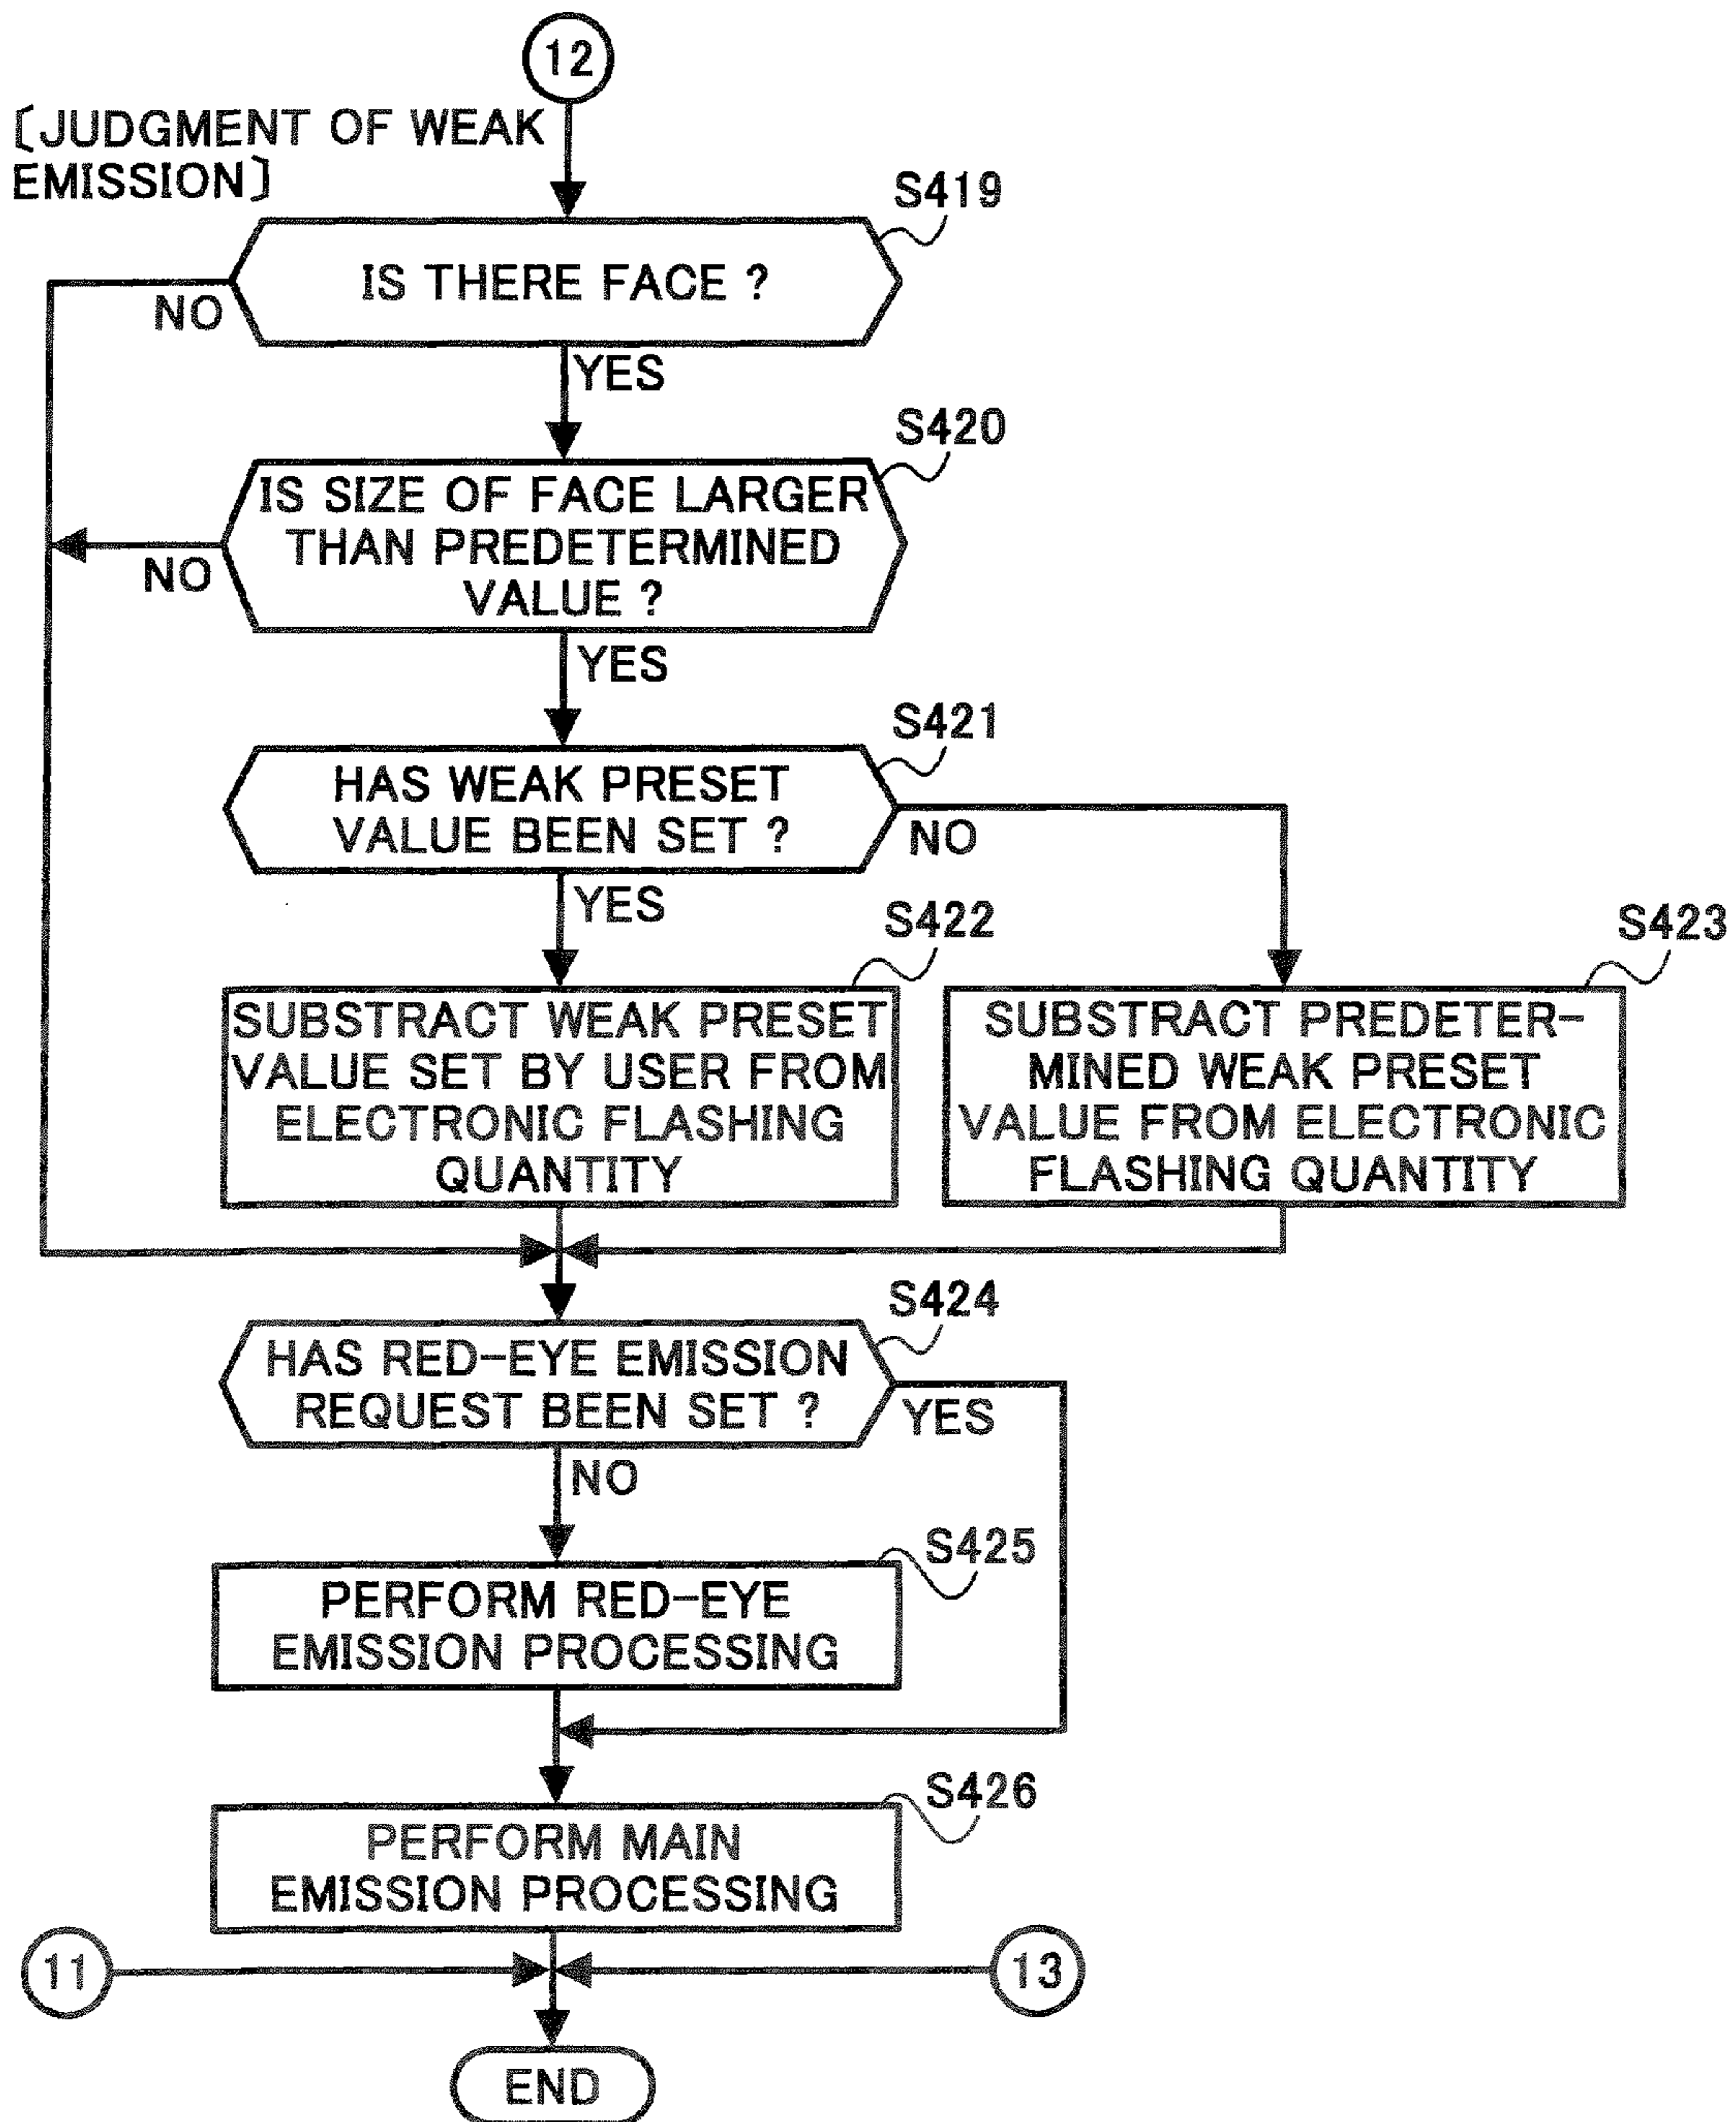 12
〔JUDGMENT OF WEAK
EMISSION〕
S419
IS THERE FACE ?
NO
YES
S420
IS SIZE OF FACE LARGER
THAN PREDETERMINED
VALUE ?
NO
YES
S421
HAS WEAK PRESET
VALUE BEEN SET ?
NO
YES
S422
S423
SUBSTRACT WEAK PRESET
VALUE SET BY USER FROM
ELECTRONIC FLASHING
QUANTITY
SUBSTRACT PREDETER-
MINED WEAK PRESET
VALUE FROM ELECTRONIC
FLASHING QUANTITY
S424
HAS RED-EYE EMISSION
REQUEST BEEN SET ?
YES
NO
S425
PERFORM RED-EYE
EMISSION PROCESSING
S426
PERFORM MAIN
EMISSION PROCESSING
11
13
END